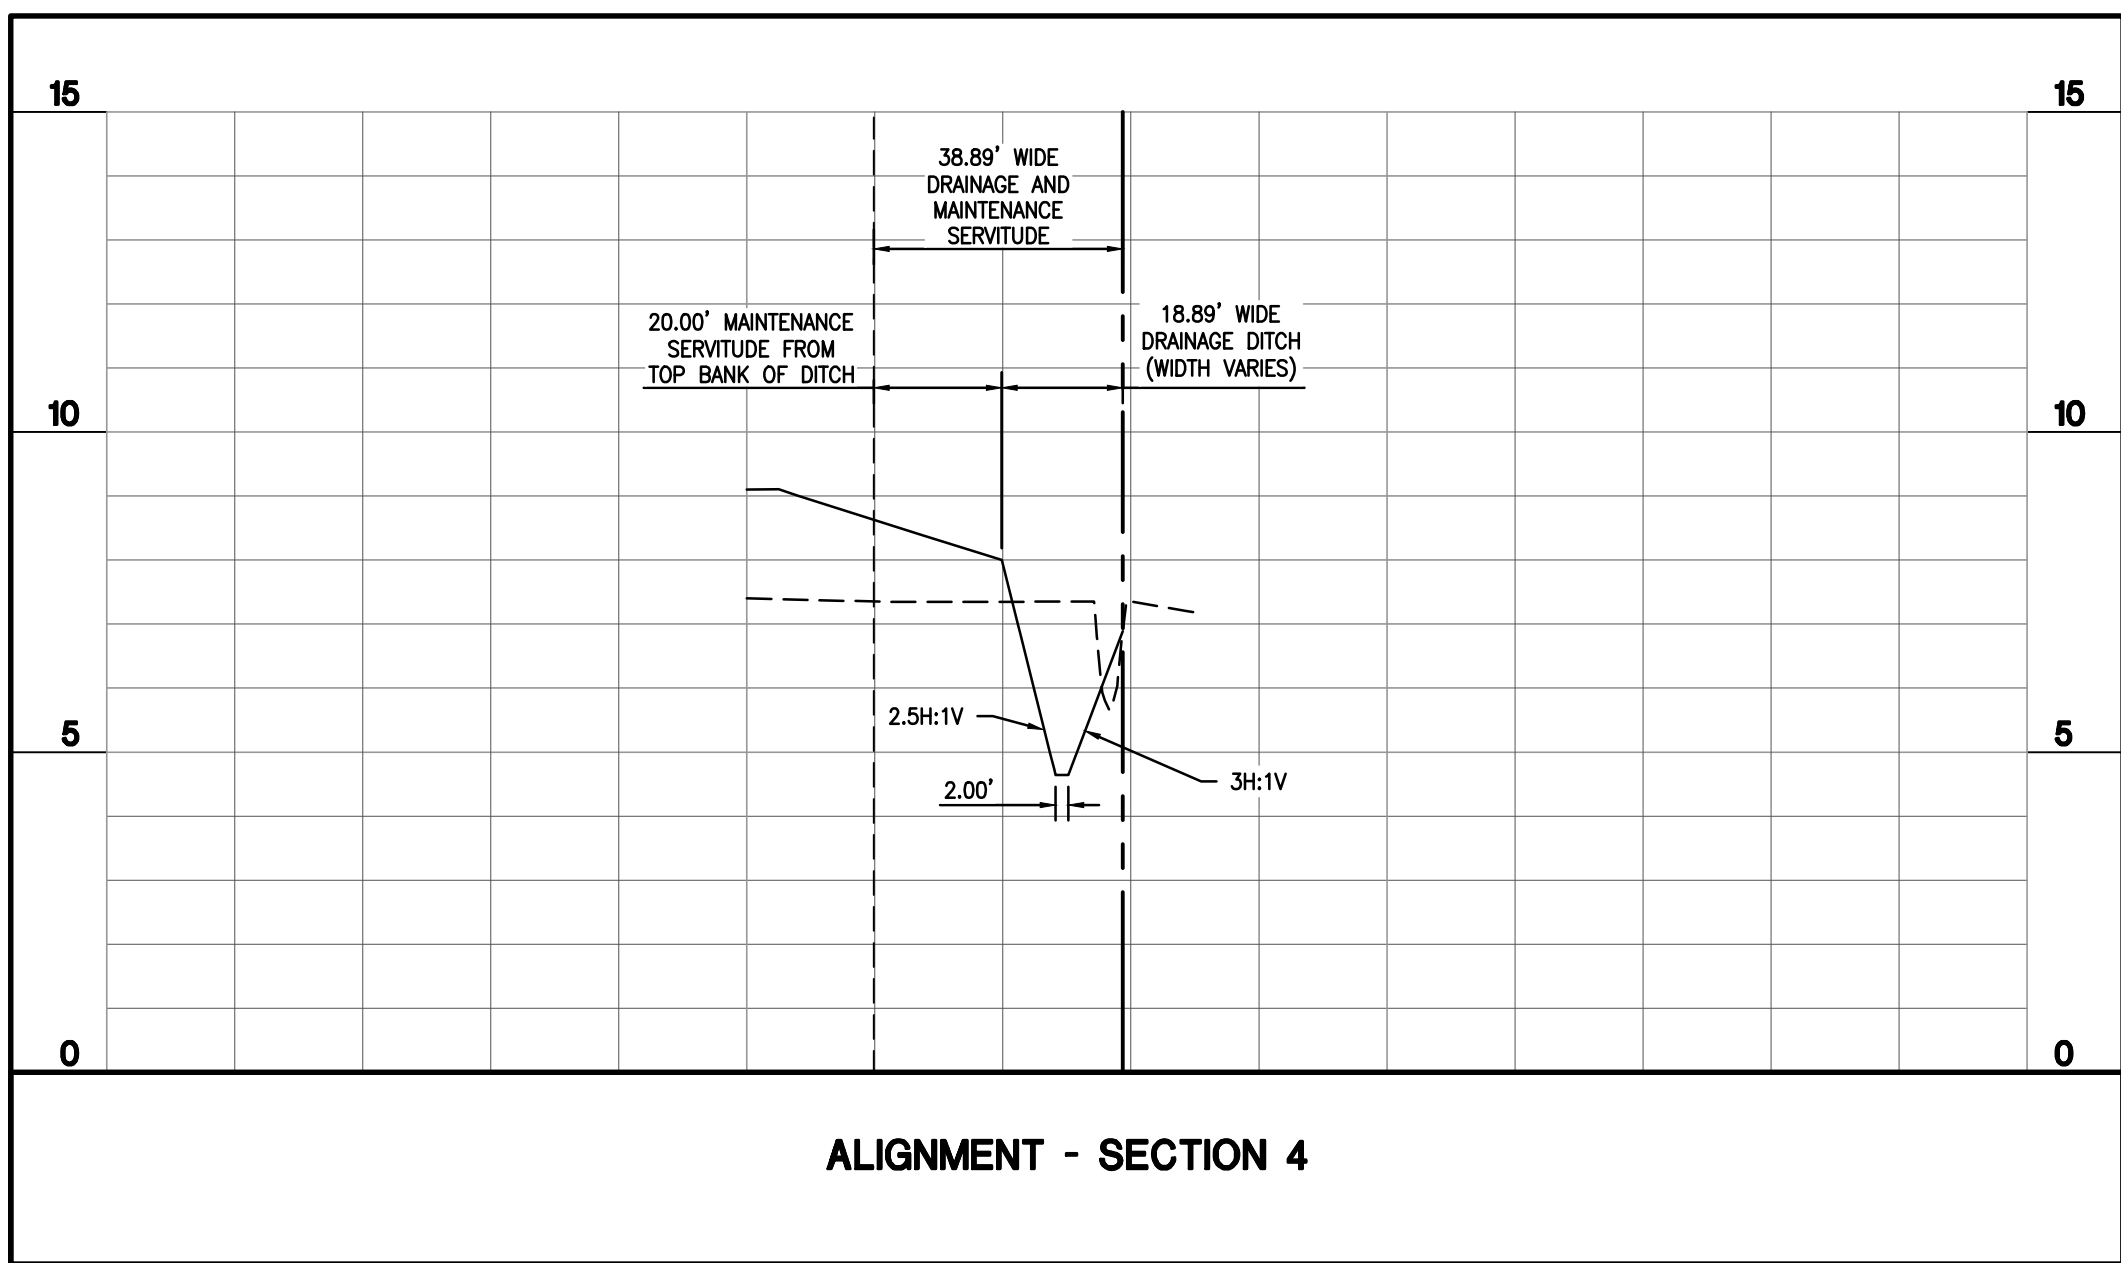 15
15
38.89' WIDE
DRAINAGE AND
MAINTENANCE
SERVITUDE
20.00' MAINTENANCE
SERVITUDE FROM
TOP BANK OF DITCH
18.89' WIDE
DRAINAGE DITCH
(WIDTH VARIES)
10
10
2.5H:1V
5
5
2.00'
3H:1V
0
0
ALIGNMENT - SECTION 4